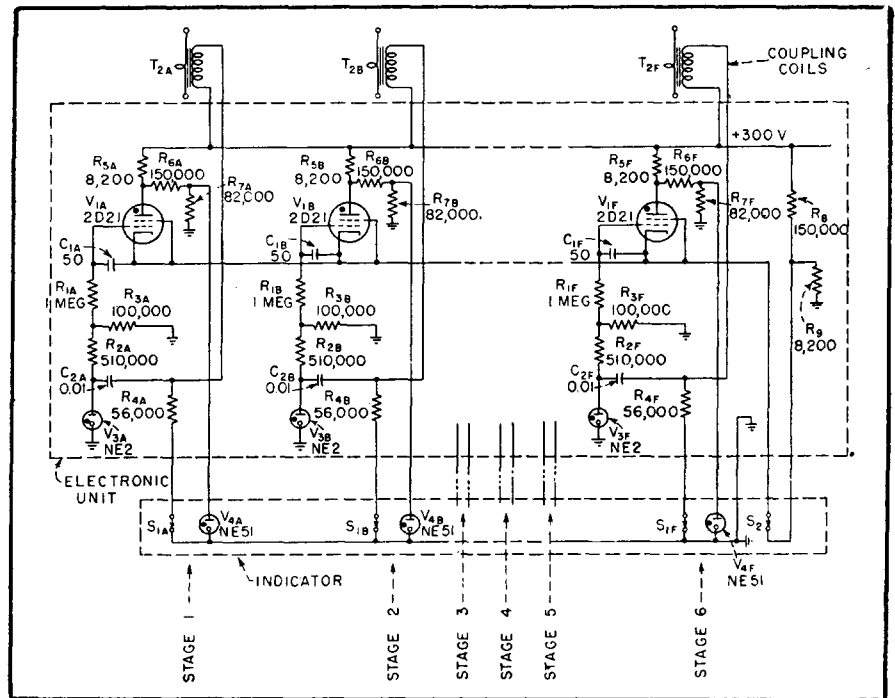 T2A
T2B
T2F
COUPLING
COILS
+300 V
R5A
8,200
R6A
150,000
R7A
82,000
R5B
8,200
R6B
150,000
R7B
82,000.
R5F
8,200
R6F
150,000
R7F
82,000
R8
150,000
V1A
2D21
V1B
2D21
V1F
2D21
C1A
50
C1B
50
C1F
50
R1A
1 MEG
R3A
100,000
R1B
1 MEG
R3B
100,000
R1F
1 MEG
R3F
100,000
R9
8,200
R2A
510,000
R2B
510,000
R2F
510,000
C2A
0.01
C2B
0.01
C2F
0.01
R4A
56,000
R4B
56,000
R4F
56,000
V3A
NE2
V3B
NE2
V3F
NE2
ELECTRONIC
UNIT
S1A
V4A
NE51
S1B
V4B
NE51
S1F
S2
V4F
NE51
INDICATOR
STAGE 1
STAGE 2
STAGE 3
STAGE 4
STAGE 5
STAGE 6